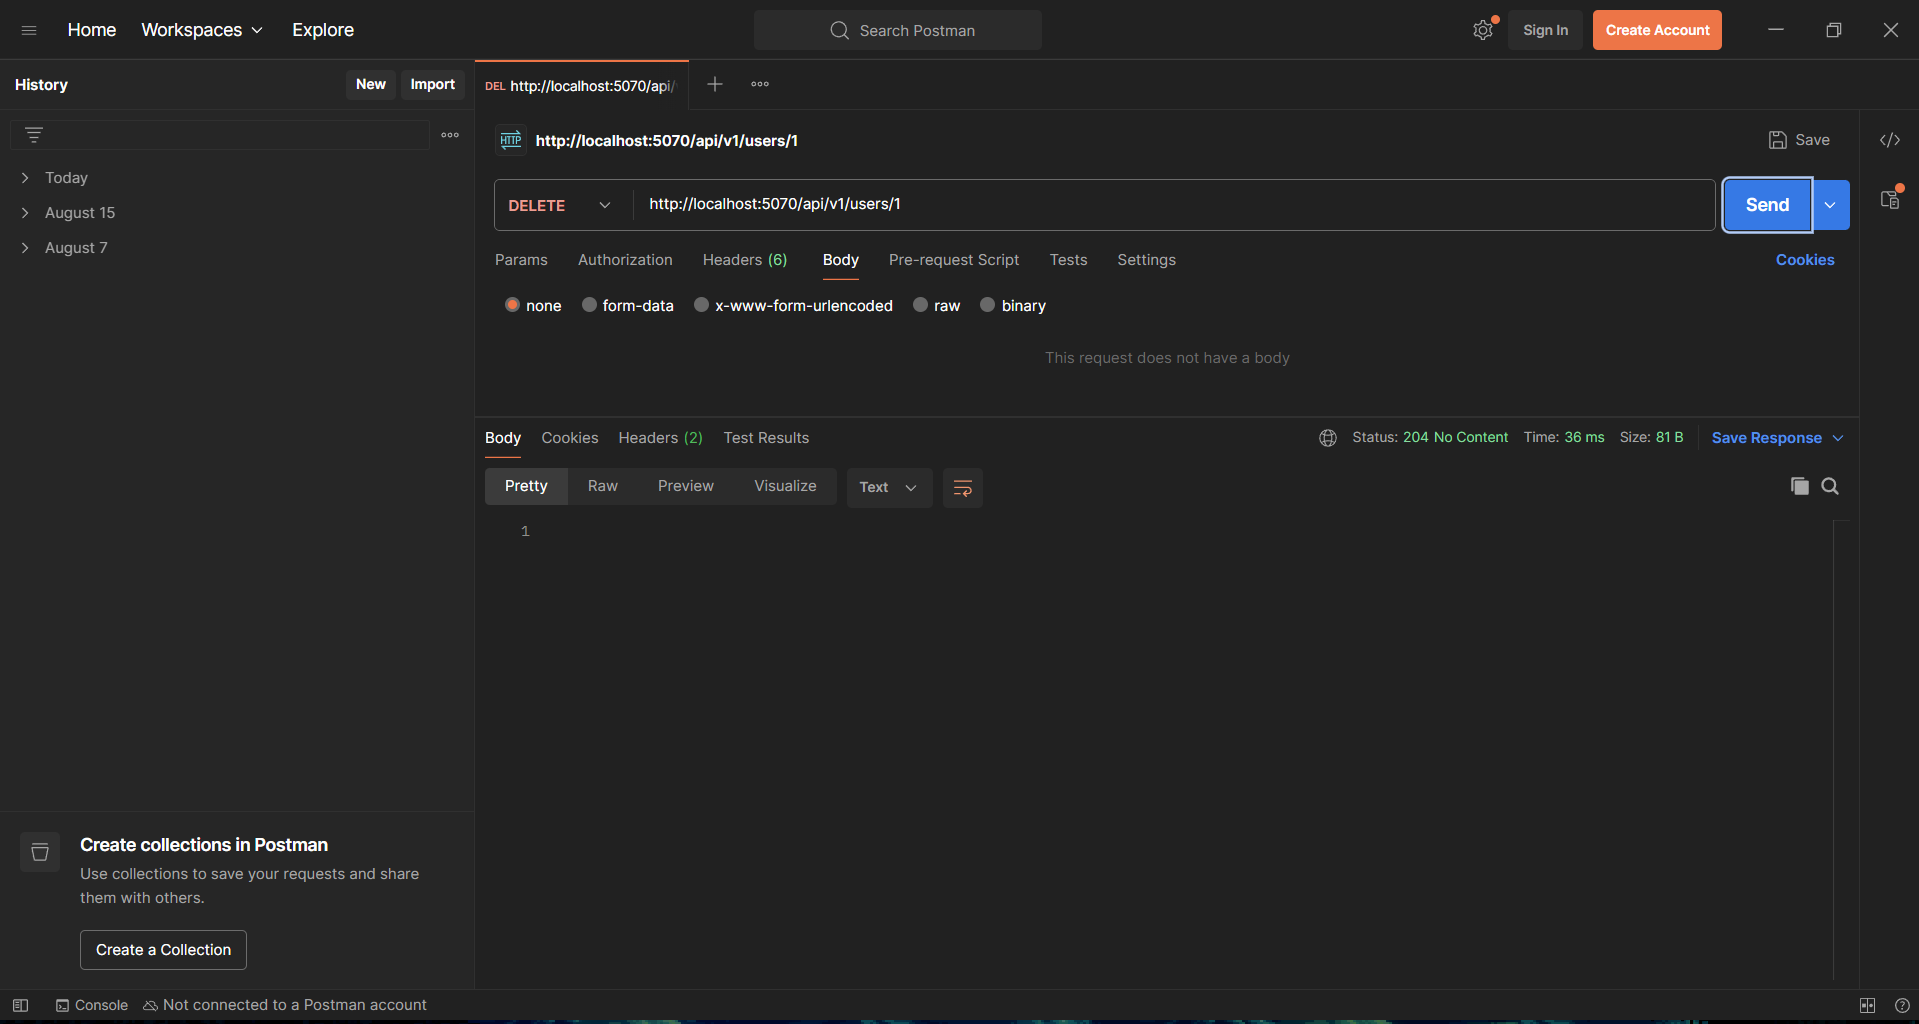 Home Workspaces Explore
Search Postman
Sign In Create Account
History New Import
Today
August 15
August 7
Create collections in Postman
Use collections to save your requests and share
them with others.
Create a Collection
DEL http://localhost:5070/api/
HTTP http://localhost:5070/api/v1/users/1
Save
DELETE http://localhost:5070/api/v1/users/1
Send
Params Authorization Headers (6) Body Pre-request Script Tests Settings
Cookies
none form-data x-www-form-urlencoded raw binary
This request does not have a body
Body Cookies Headers (2) Test Results
Status: 204 No Content Time: 36 ms Size: 81 B Save Response
Pretty Raw Preview Visualize Text
1
Console Not connected to a Postman account